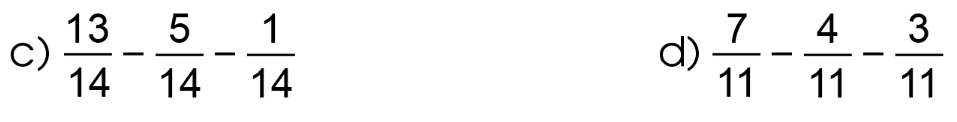 c) 13/14 − 5/14 − 1/14
d) 7/11 − 4/11 − 3/11